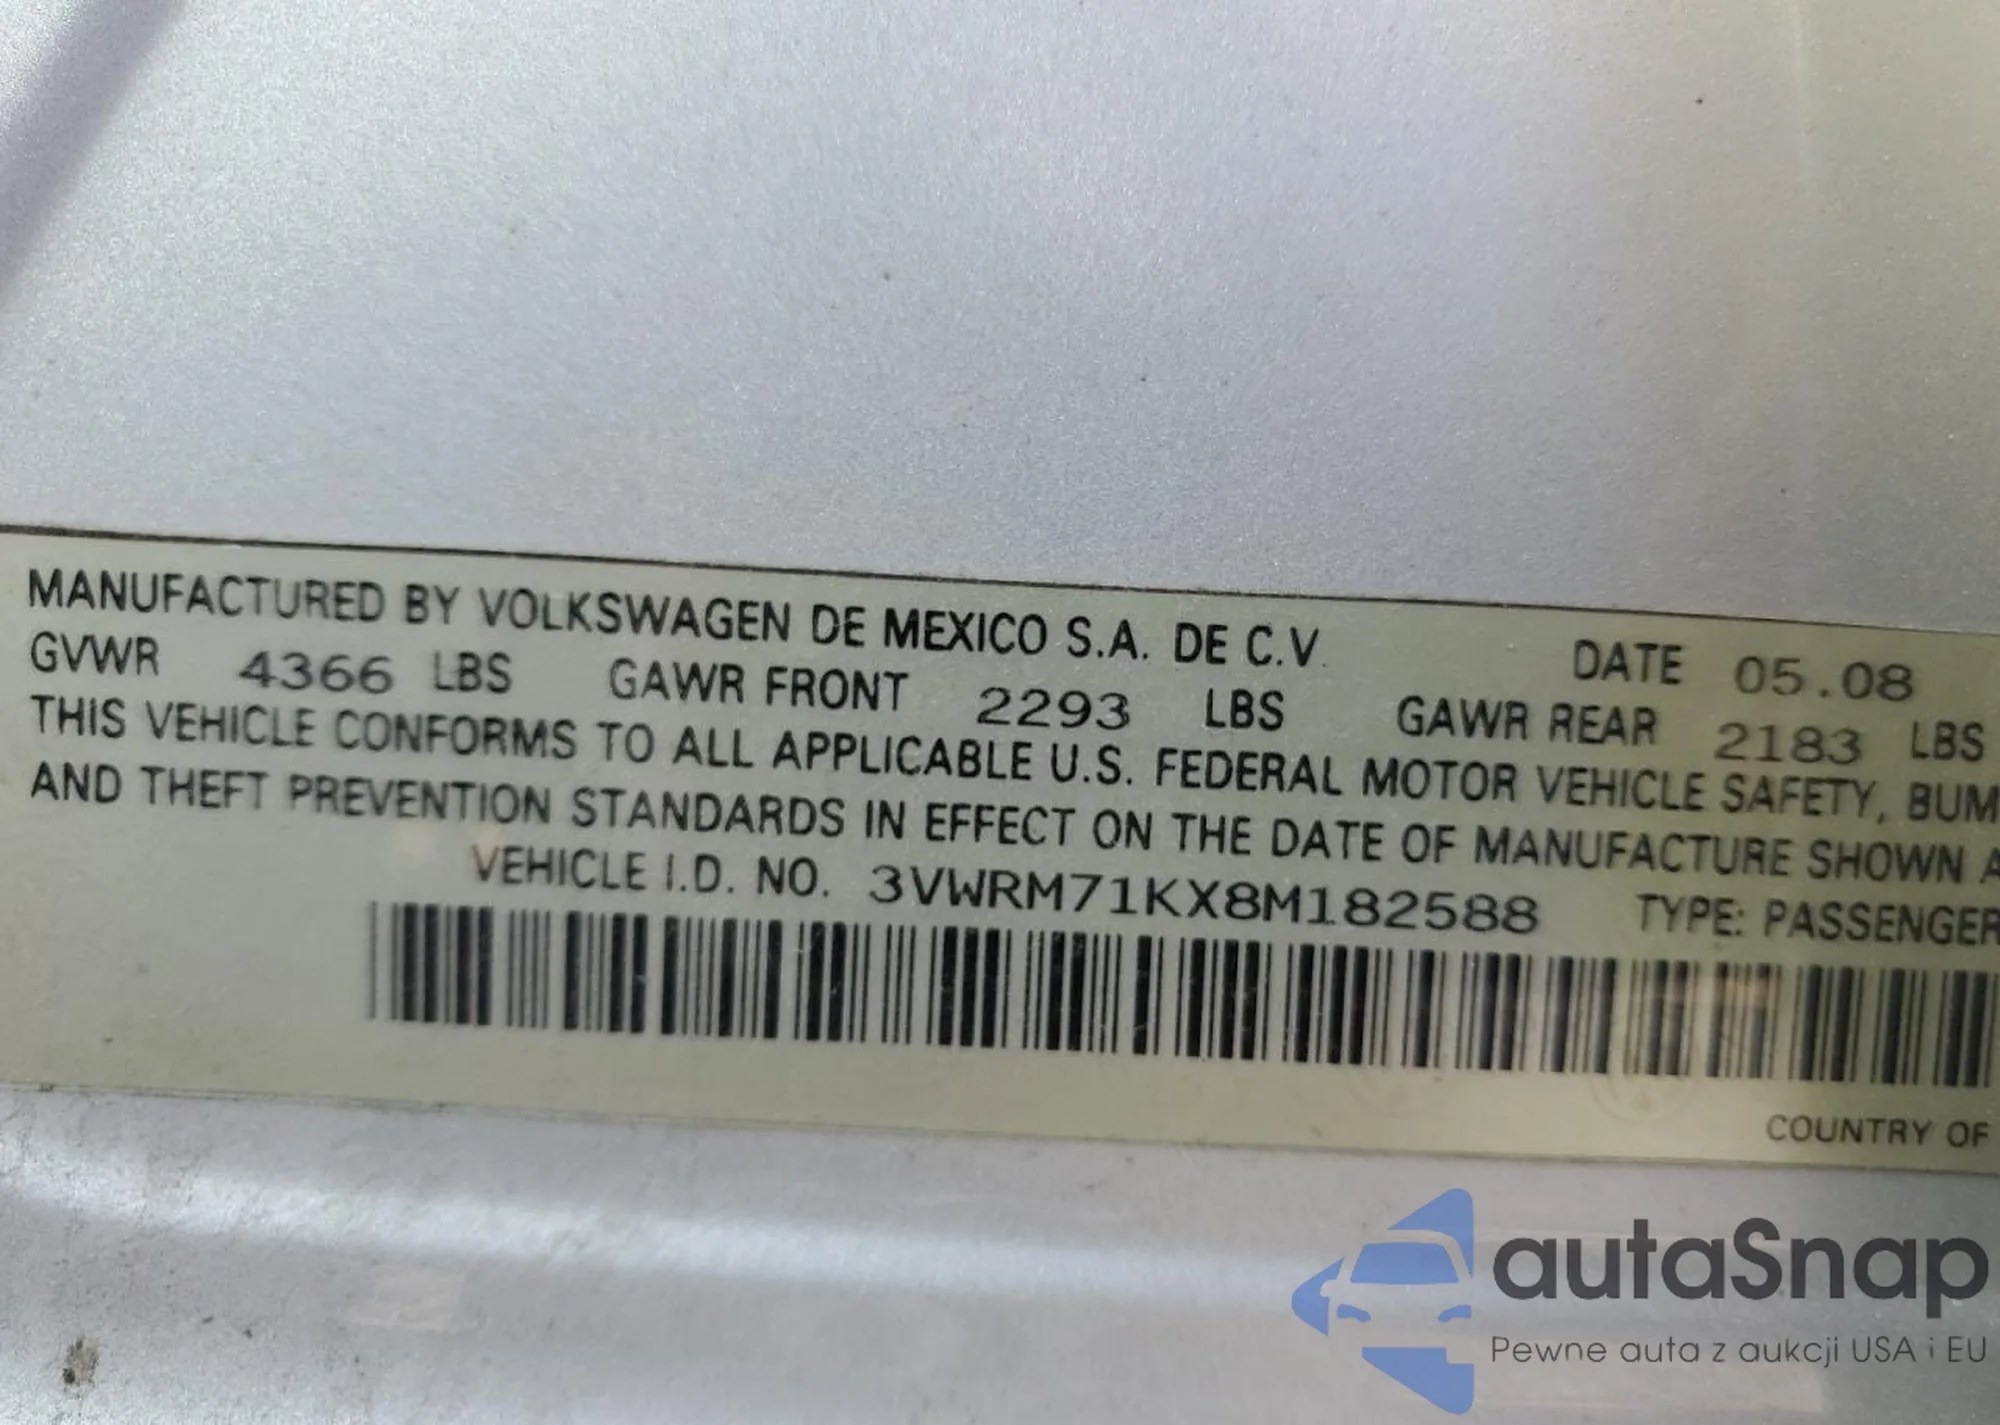 MANUFACTURED BY VOLKSWAGEN DE MEXICO S.A. DE C.V. DATE 05.08
GVWR 4366 LBS GAWR FRONT 2293 LBS GAWR REAR 2183 LBS
THIS VEHICLE CONFORMS TO ALL APPLICABLE U.S. FEDERAL MOTOR VEHICLE SAFETY, BUM
AND THEFT PREVENTION STANDARDS IN EFFECT ON THE DATE OF MANUFACTURE SHOWN A
VEHICLE I.D. NO. 3VWRM71KX8M182588 TYPE: PASSENGER
COUNTRY OF
autaSnap
Pewne auta z aukcji USA i EU